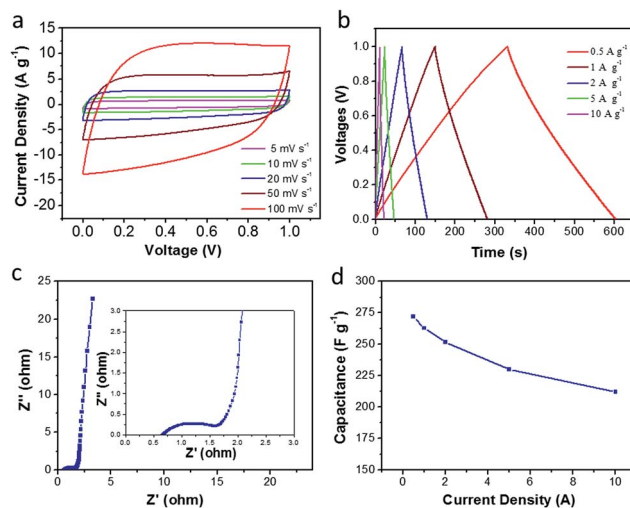 a
15
10
5
0
-5
-10
-15
-20
Current Density (A g⁻¹)
5 mV s⁻¹
10 mV s⁻¹
20 mV s⁻¹
50 mV s⁻¹
100 mV s⁻¹
0.0 0.2 0.4 0.6 0.8 1.0
Voltage (V)
b
1.0
0.8
0.6
0.4
0.2
0.0
Voltages (V)
0.5 A g⁻¹
1 A g⁻¹
2 A g⁻¹
5 A g⁻¹
10 A g⁻¹
0 100 200 300 400 500 600
Time (s)
c
25
20
15
10
5
0
Z'' (ohm)
3.0
2.5
2.0
1.5
1.0
0.5
0.0
Z'' (ohm)
0.0 0.5 1.0 1.5 2.0 2.5 3.0
Z' (ohm)
0 5 10 15 20
Z' (ohm)
d
300
275
250
225
200
175
150
Capacitance (F g⁻¹)
0 2 4 6 8 10
Current Density (A)